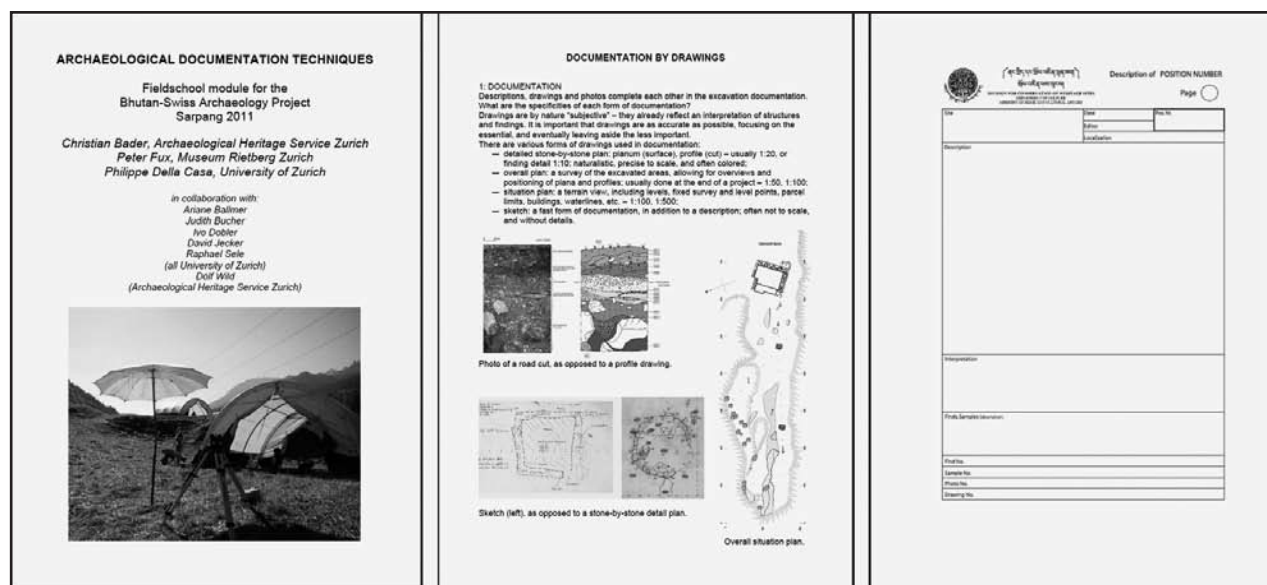 ARCHAEOLOGICAL DOCUMENTATION TECHNIQUES
Fieldschool module for the
Bhutan-Swiss Archaeology Project
Sarpang 2011
Christian Bader, Archaeological Heritage Service Zurich
Peter Fux, Museum Rietberg Zurich
Philippe Della Casa, University of Zurich
in collaboration with:
Ariane Ballmer
Judith Bucher
Ivo Dobler
David Jecker
Raphael Sele
(all University of Zurich)
Dolf Wild
(Archaeological Heritage Service Zurich)
DOCUMENTATION BY DRAWINGS
1: DOCUMENTATION
Descriptions, drawings and photos complete each other in the excavation documentation.
What are the specificities of each form of documentation?
Drawings are by nature "subjective" – they already reflect an interpretation of structures
and findings. It is important that drawings are as accurate as possible, focusing on the
essential, and eventually leaving aside the less important.
There are various forms of drawings used in documentation:
— detailed stone-by-stone plan: planum (surface), profile (cut) – usually 1:20, or
finding detail 1:10; naturalistic, precise to scale, and often colored;
— overall plan: a survey of the excavated areas, allowing for overviews and
positioning of plans and profiles; usually done at the end of a project – 1:50, 1:100;
— situation plan: a terrain view, including levels, fixed survey and level points, parcel
limits, buildings, waterlines, etc. – 1:100, 1:500;
— sketch: a fast form of documentation, in addition to a description; often not to scale,
and without details.
Photo of a road cut, as opposed to a profile drawing.
Sketch (left), as opposed to a stone-by-stone detail plan.
Overall situation plan.
Description of POSITION NUMBER
Page
Site
Date
Pos. Nr.
Editor
Localisation
Description
Interpretation
Finds Samples
Find No.
Sample No.
Photo No.
Drawing No.